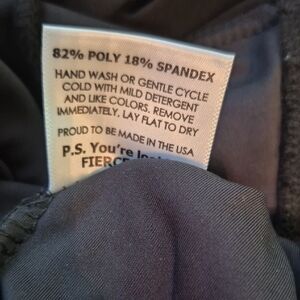 82% POLY 18% SPANDEX
HAND WASH OR GENTLE CYCLE
COLD WITH MILD DETERGENT
AND LIKE COLORS. REMOVE
IMMEDIATELY. LAY FLAT TO DRY
PROUD TO BE MADE IN THE USA
P.S. You're
FIERCE